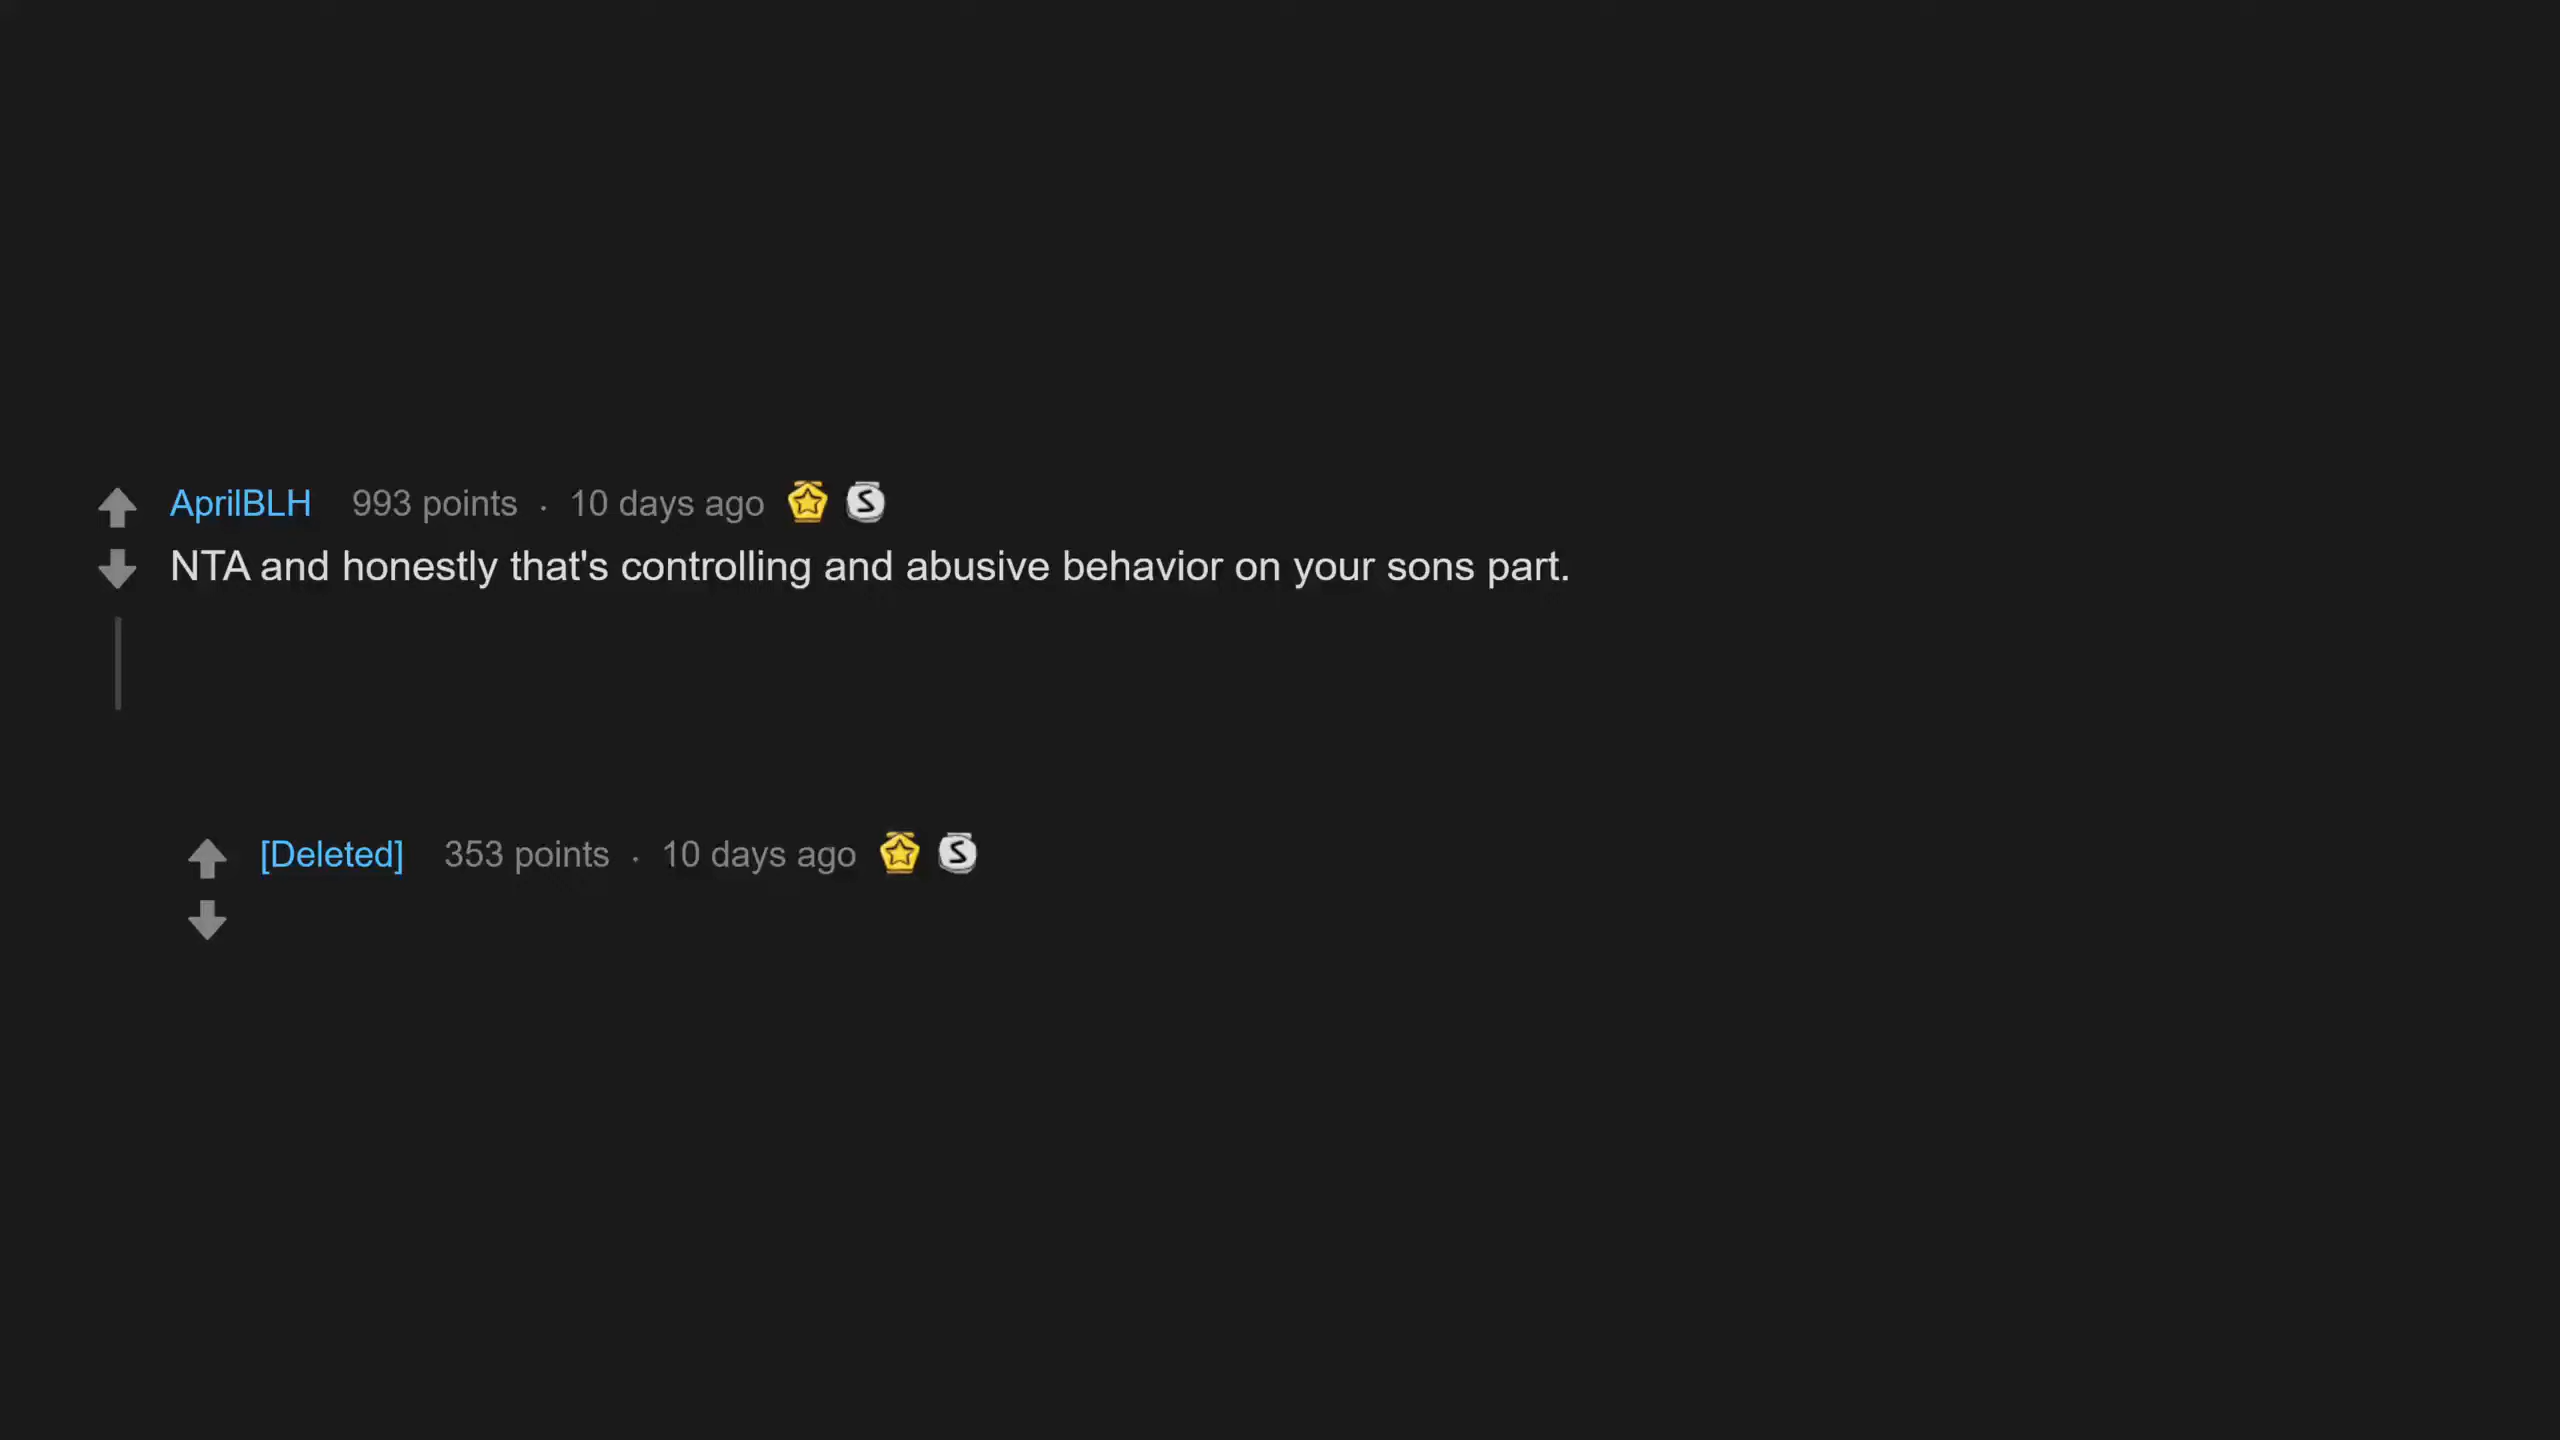 AprilBLH 993 points · 10 days ago S
NTA and honestly that's controlling and abusive behavior on your sons part.
[Deleted] 353 points · 10 days ago S